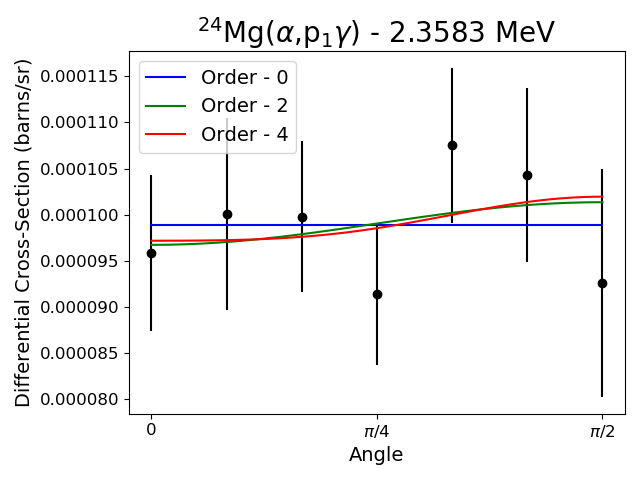 ²⁴Mg(α,p₁γ) - 2.3583 MeV
Differential Cross-Section (barns/sr)
0.000115
0.000110
0.000105
0.000100
0.000095
0.000090
0.000085
0.000080
Order - 0
Order - 2
Order - 4
0 π/4 π/2
Angle